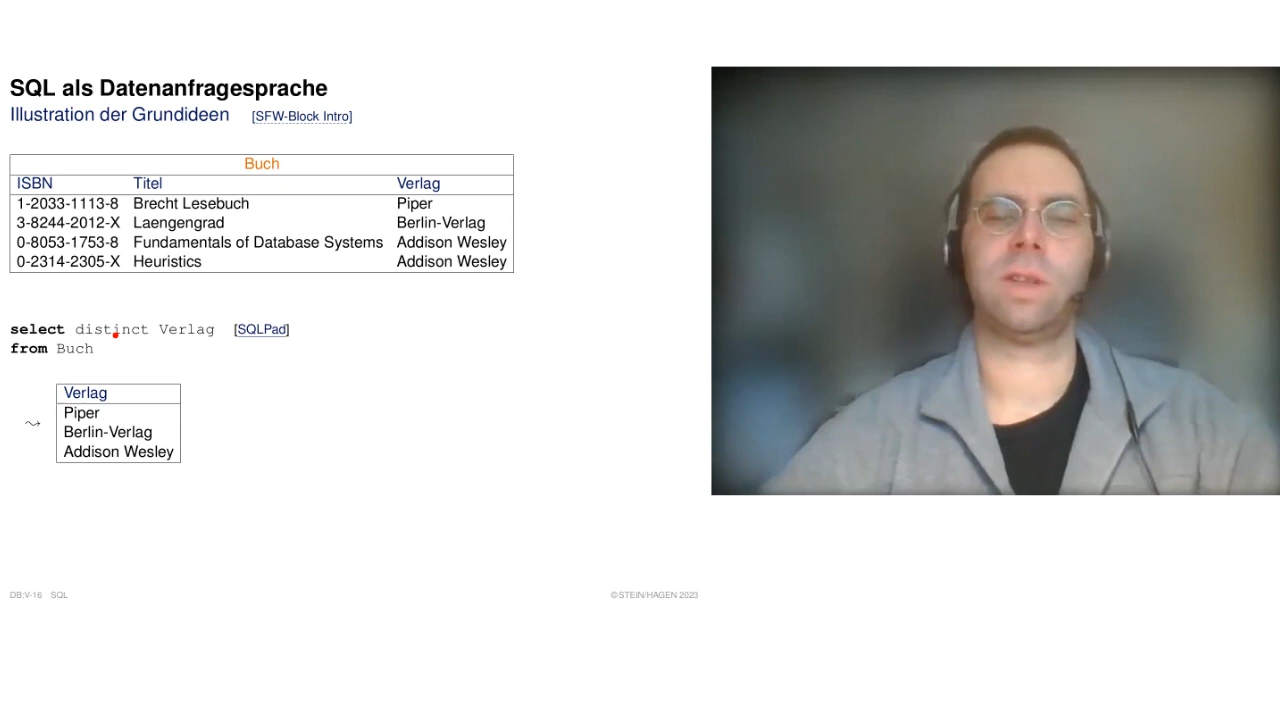 SQL als Datenanfragesprache
Illustration der Grundideen [SFW-Block Intro]
Buch
ISBN Titel Verlag
1-2033-1113-8 Brecht Lesebuch Piper
3-8244-2012-X Laengengrad Berlin-Verlag
0-8053-1753-8 Fundamentals of Database Systems Addison Wesley
0-2314-2305-X Heuristics Addison Wesley
select distinct Verlag [SQLPad]
from Buch
Verlag
Piper
⤳ Berlin-Verlag
Addison Wesley
DB:V-16 SQL ©STEIN/HAGEN 2023